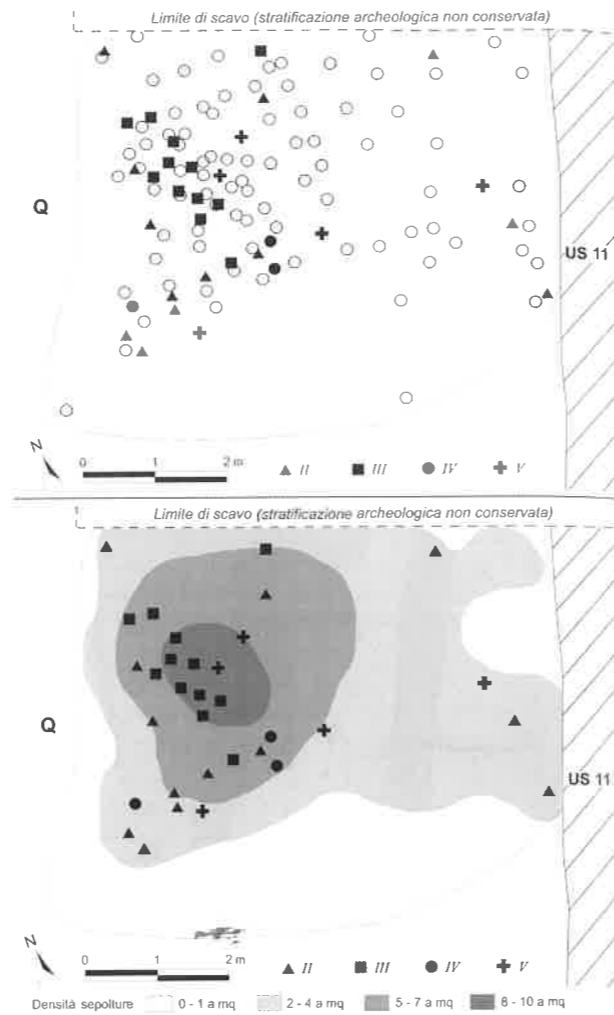 Limite di scavo (stratificazione archeologica non conservata)
Q
US 11
N
0 1 2 m
II III IV V
1
Limite di scavo (stratificazione archeologica non conservata)
Q
US 11
N
0 1 2 m
II III IV V
Densità sepolture 0 - 1 a mq 2 - 4 a mq 5 - 7 a mq 8 - 10 a mq